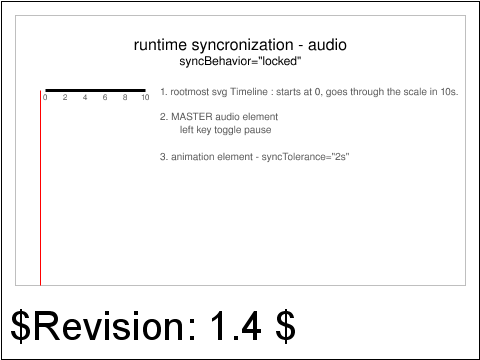 runtime syncronization - audio
syncBehavior="locked"
0 2 4 6 8 10
1. rootmost svg Timeline : starts at 0, goes through the scale in 10s.
2. MASTER audio element
left key toggle pause
3. animation element - syncTolerance="2s"
$Revision: 1.4 $